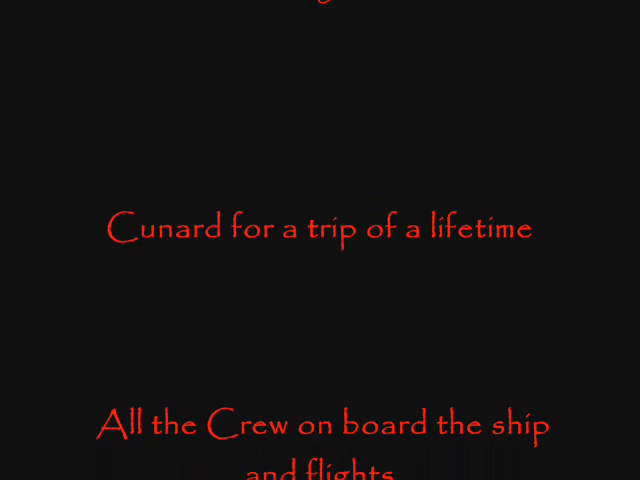 Cunard for a trip of a lifetime
All the Crew on board the ship
and flights